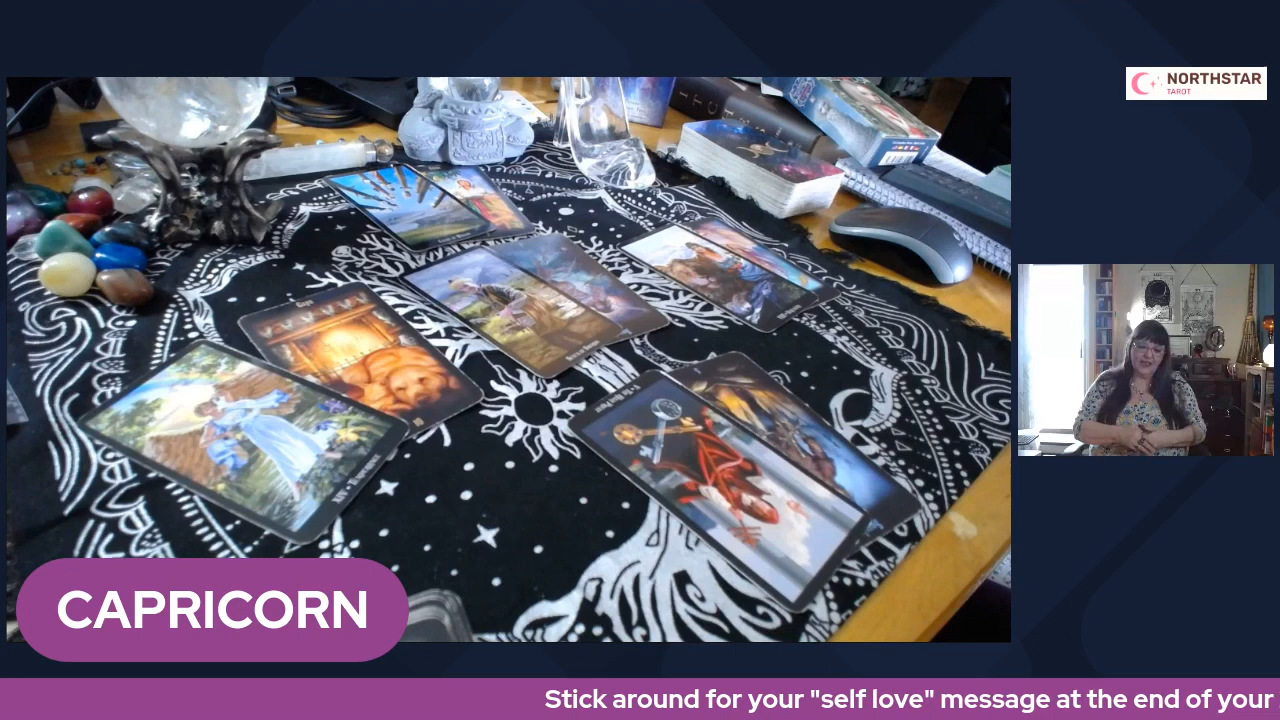 NORTHSTAR
TAROT
CAPRICORN
Stick around for your "self love" message at the end of your